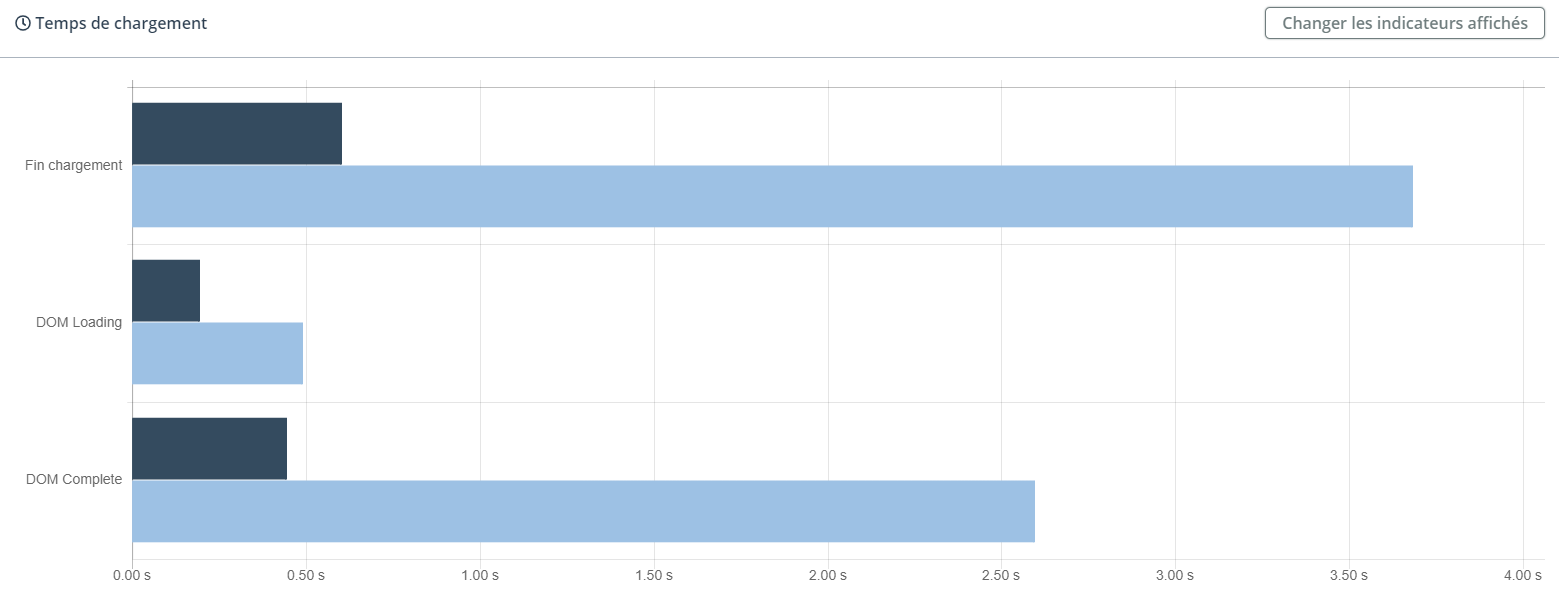 Temps de chargement
Changer les indicateurs affichés
Fin chargement
DOM Loading
DOM Complete
0.00 s
0.50 s
1.00 s
1.50 s
2.00 s
2.50 s
3.00 s
3.50 s
4.00 s